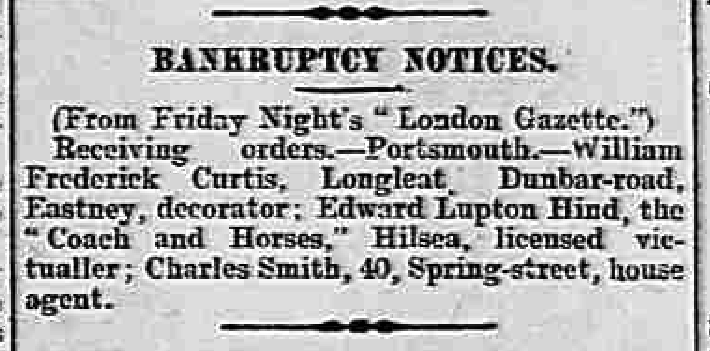 BANKRUPTCY NOTICES.
(From Friday Night's "London Gazette.")
Receiving orders.—Portsmouth.—William
Frederick Curtis, Longleat, Dunbar-road,
Eastney, decorator; Edward Lupton Hind, the
"Coach and Horses," Hilsea, licensed vic-
tualler; Charles Smith, 40, Spring-street, house
agent.